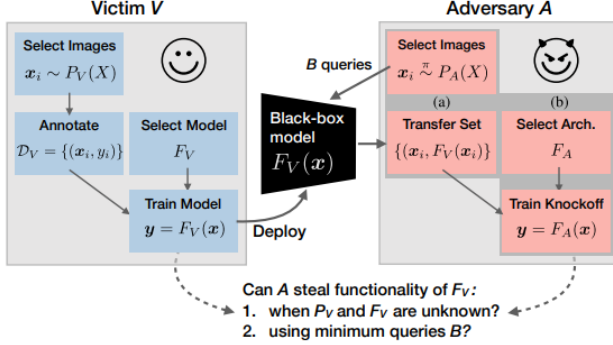 Victim V
Adversary A
Select Images
x_i ∼ P_V(X)
Annotate
D_V = {(x_i, y_i)}
Select Model
F_V
Train Model
y = F_V(x)
Deploy
B queries
Black-box
model
F_V(x)
Select Images
x_i ∼^π P_A(X)
(a)
(b)
Transfer Set
{(x_i, F_V(x_i)}
Select Arch.
F_A
Train Knockoff
y = F_A(x)
Can A steal functionality of F_V:
1. when P_V and F_V are unknown?
2. using minimum queries B?